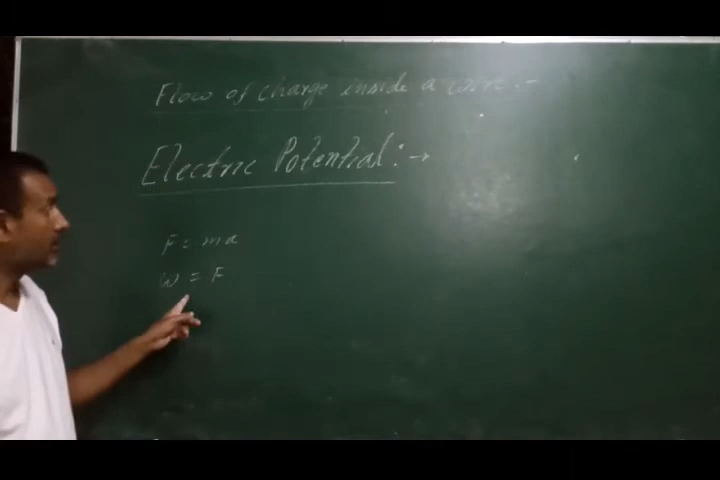 Flow of charge inside a wire :-
Electric Potential :→
F = ma
W = F